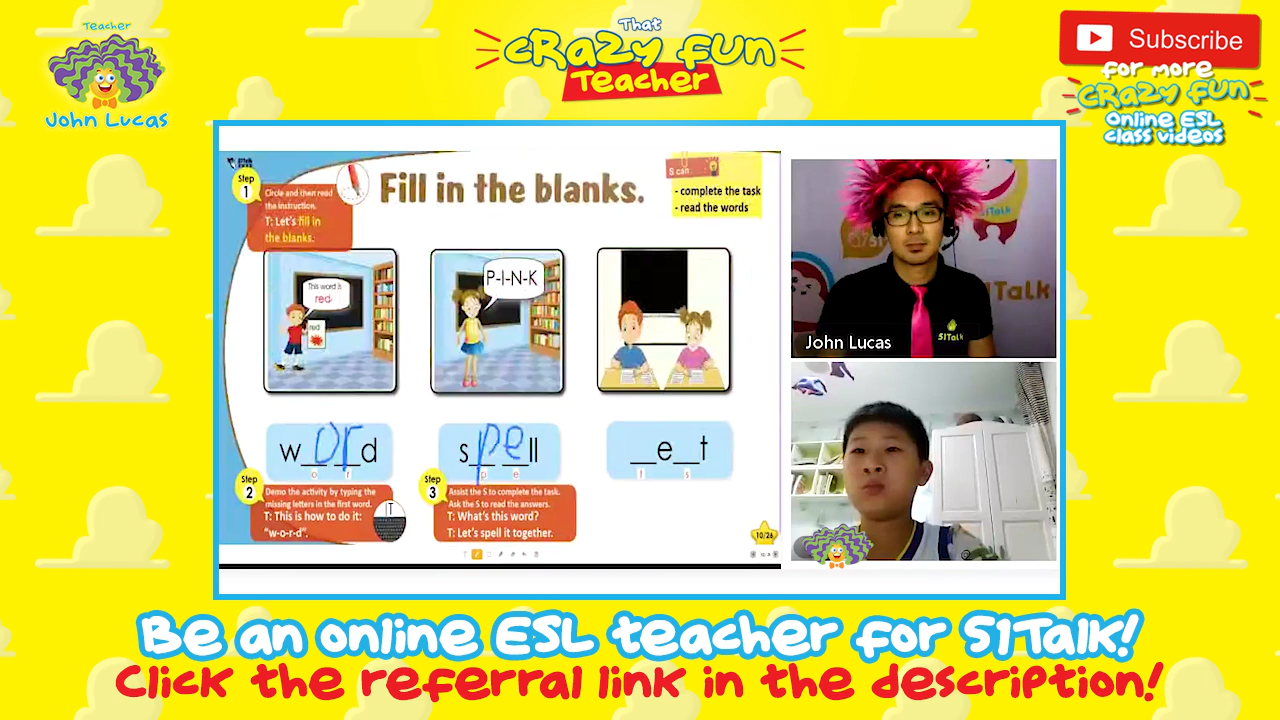 Teacher
John Lucas
That
CRazy FUn
Teacher
Subscribe
for more
CRazy FUn
Online ESL
class videos
51Talk
Step
1
Circle and then read
the instruction.
T: Let's fill in
the blanks.
Fill in the blanks.
S can...
- complete the task
- read the words
This word is
red.
red
P-I-N-K
w_or_d
o r
s_pe_ll
p e
__e__t
t s
Step
2
Demo the activity by typing the
missing letters in the first word.
T: This is how to do it:
"w-o-r-d".
T
Step
3
Assist the S to complete the task.
Ask the S to read the answers.
T: What's this word?
T: Let's spell it together.
10/26
51Talk
51Talk
John Lucas
Be an online ESL teacher for 51Talk!
Click the referral link in the description!